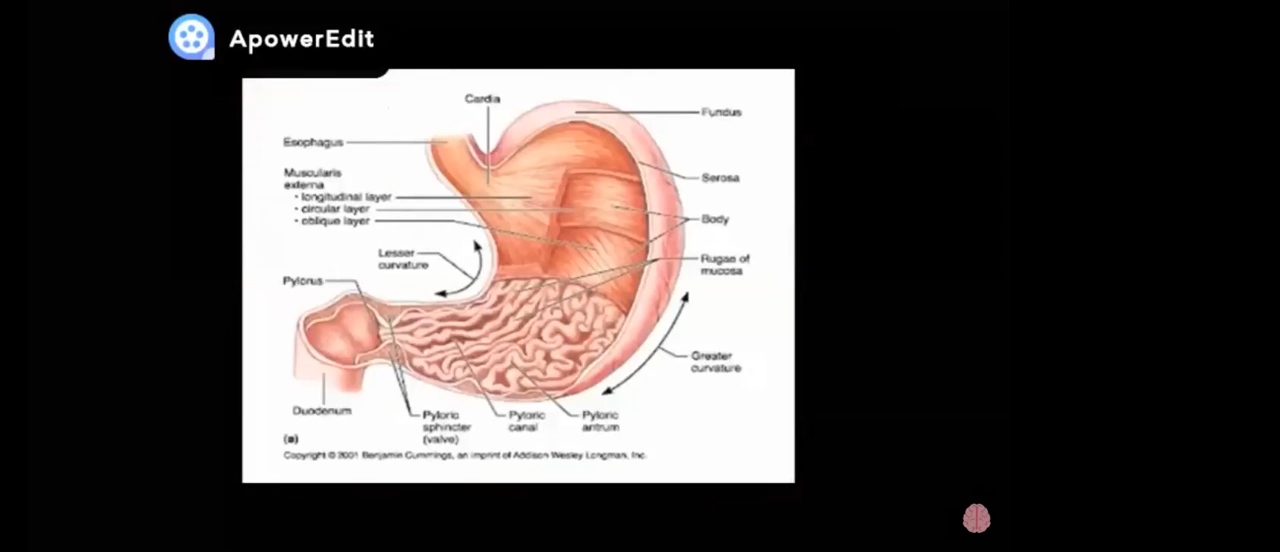 ApowerEdit
Cardia
Fundus
Esophagus
Muscularis
externa
• longitudinal layer
• circular layer
• oblique layer
Serosa
Body
Lesser
curvature
Rugae of
mucosa
Pylorus
Greater
curvature
Duodenum
Pyloric
sphincter
(valve)
Pyloric
canal
Pyloric
antrum
(a)
Copyright © 2001 Benjamin Cummings, an imprint of Addison Wesley Longman, Inc.